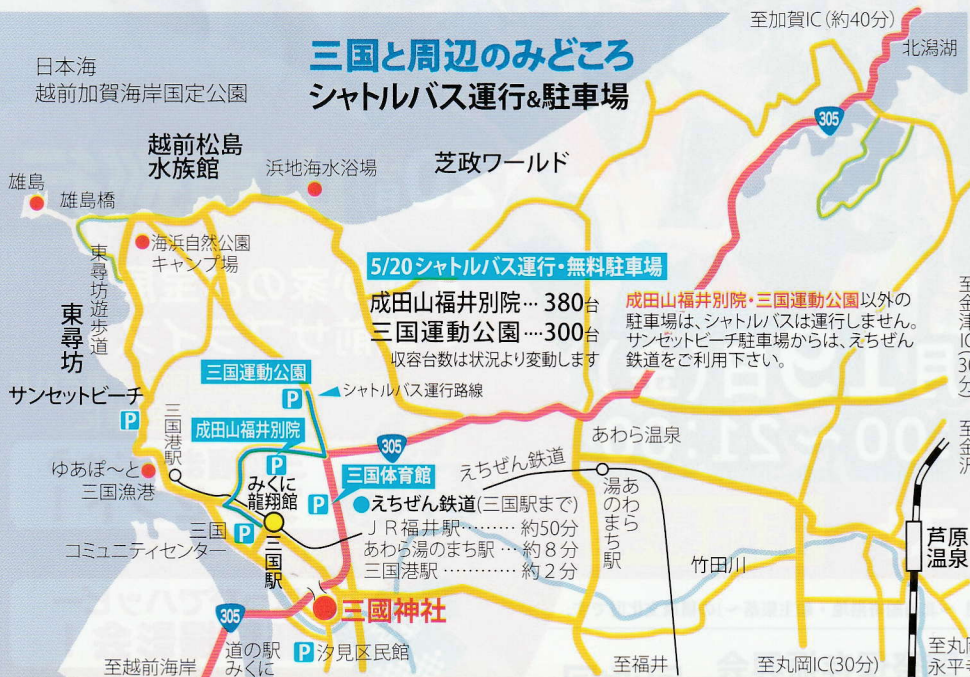 至加賀IC(約40分)
北潟湖
三国と周辺のみどころ
シャトルバス運行&駐車場
日本海
越前加賀海岸国定公園
305
越前松島
水族館
浜地海水浴場
芝政ワールド
雄島
雄島橋
海浜自然公園
キャンプ場
東尋坊遊歩道
東尋坊
サンセットビーチ
P
5/20シャトルバス運行・無料駐車場
成田山福井別院…380台
三国運動公園…300台
収容台数は状況より変動します
成田山福井別院・三国運動公園以外の
駐車場は、シャトルバスは運行しません。
サンセットビーチ駐車場からは、えちぜん
鉄道をご利用下さい。
至金津IC(30分)
至金沢
三国運動公園
P
シャトルバス運行路線
成田山福井別院
P
三国港駅
305
あわら温泉
えちぜん鉄道
あわら
湯のまち駅
ゆあぽ〜と
三国漁港
みくに
龍翔館
P
三国体育館
えちぜん鉄道(三国駅まで)
JR福井駅………約50分
あわら湯のまち駅…約8分
三国港駅…………約2分
三国
コミュニティセンター
P
三国駅
竹田川
芦原
温泉
三國神社
305
道の駅
みくに
P汐見区民館
至越前海岸
至福井
至丸岡IC(30分)